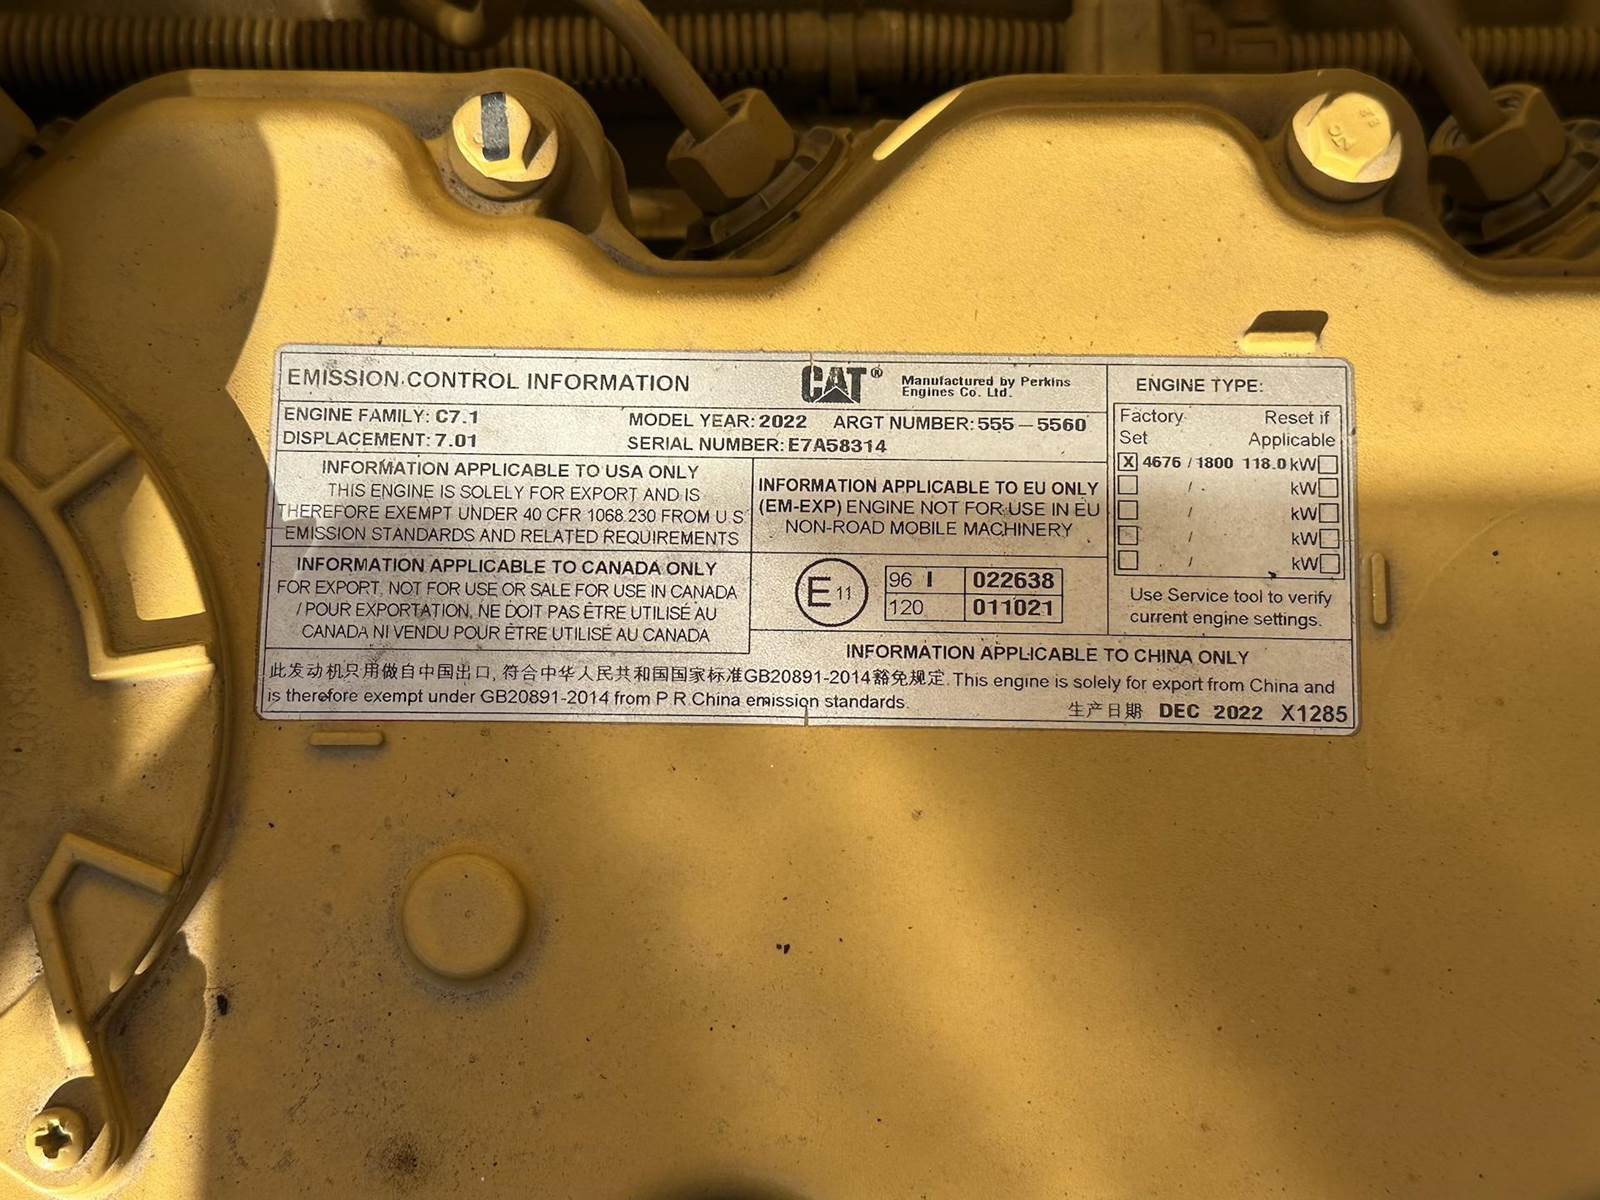 EMISSION CONTROL INFORMATION
CAT®
Manufactured by Perkins
Engines Co. Ltd.
ENGINE FAMILY: C7.1
MODEL YEAR: 2022 ARGT NUMBER: 555 - 5560
DISPLACEMENT: 7.01
SERIAL NUMBER: E7A58314
INFORMATION APPLICABLE TO USA ONLY
THIS ENGINE IS SOLELY FOR EXPORT AND IS
THEREFORE EXEMPT UNDER 40 CFR 1068.230 FROM U.S
EMISSION STANDARDS AND RELATED REQUIREMENTS
INFORMATION APPLICABLE TO CANADA ONLY
FOR EXPORT, NOT FOR USE OR SALE FOR USE IN CANADA
/ POUR EXPORTATION, NE DOIT PAS ÊTRE UTILISÉ AU
CANADA NI VENDU POUR ÊTRE UTILISÉ AU CANADA
INFORMATION APPLICABLE TO EU ONLY
(EM-EXP) ENGINE NOT FOR USE IN EU
NON-ROAD MOBILE MACHINERY
E 11
96 I 022638
120 011021
ENGINE TYPE:
Factory Reset if
Set Applicable
X 4676 / 1800 118.0 kW
/ . kW
/ kW
/ kW
/ kW
Use Service tool to verify
current engine settings.
INFORMATION APPLICABLE TO CHINA ONLY
此发动机只用做自中国出口, 符合中华人民共和国国家标准GB20891-2014豁免规定. This engine is solely for export from China and
is therefore exempt under GB20891-2014 from P.R.China emission standards.
生产日期 DEC 2022 X1285